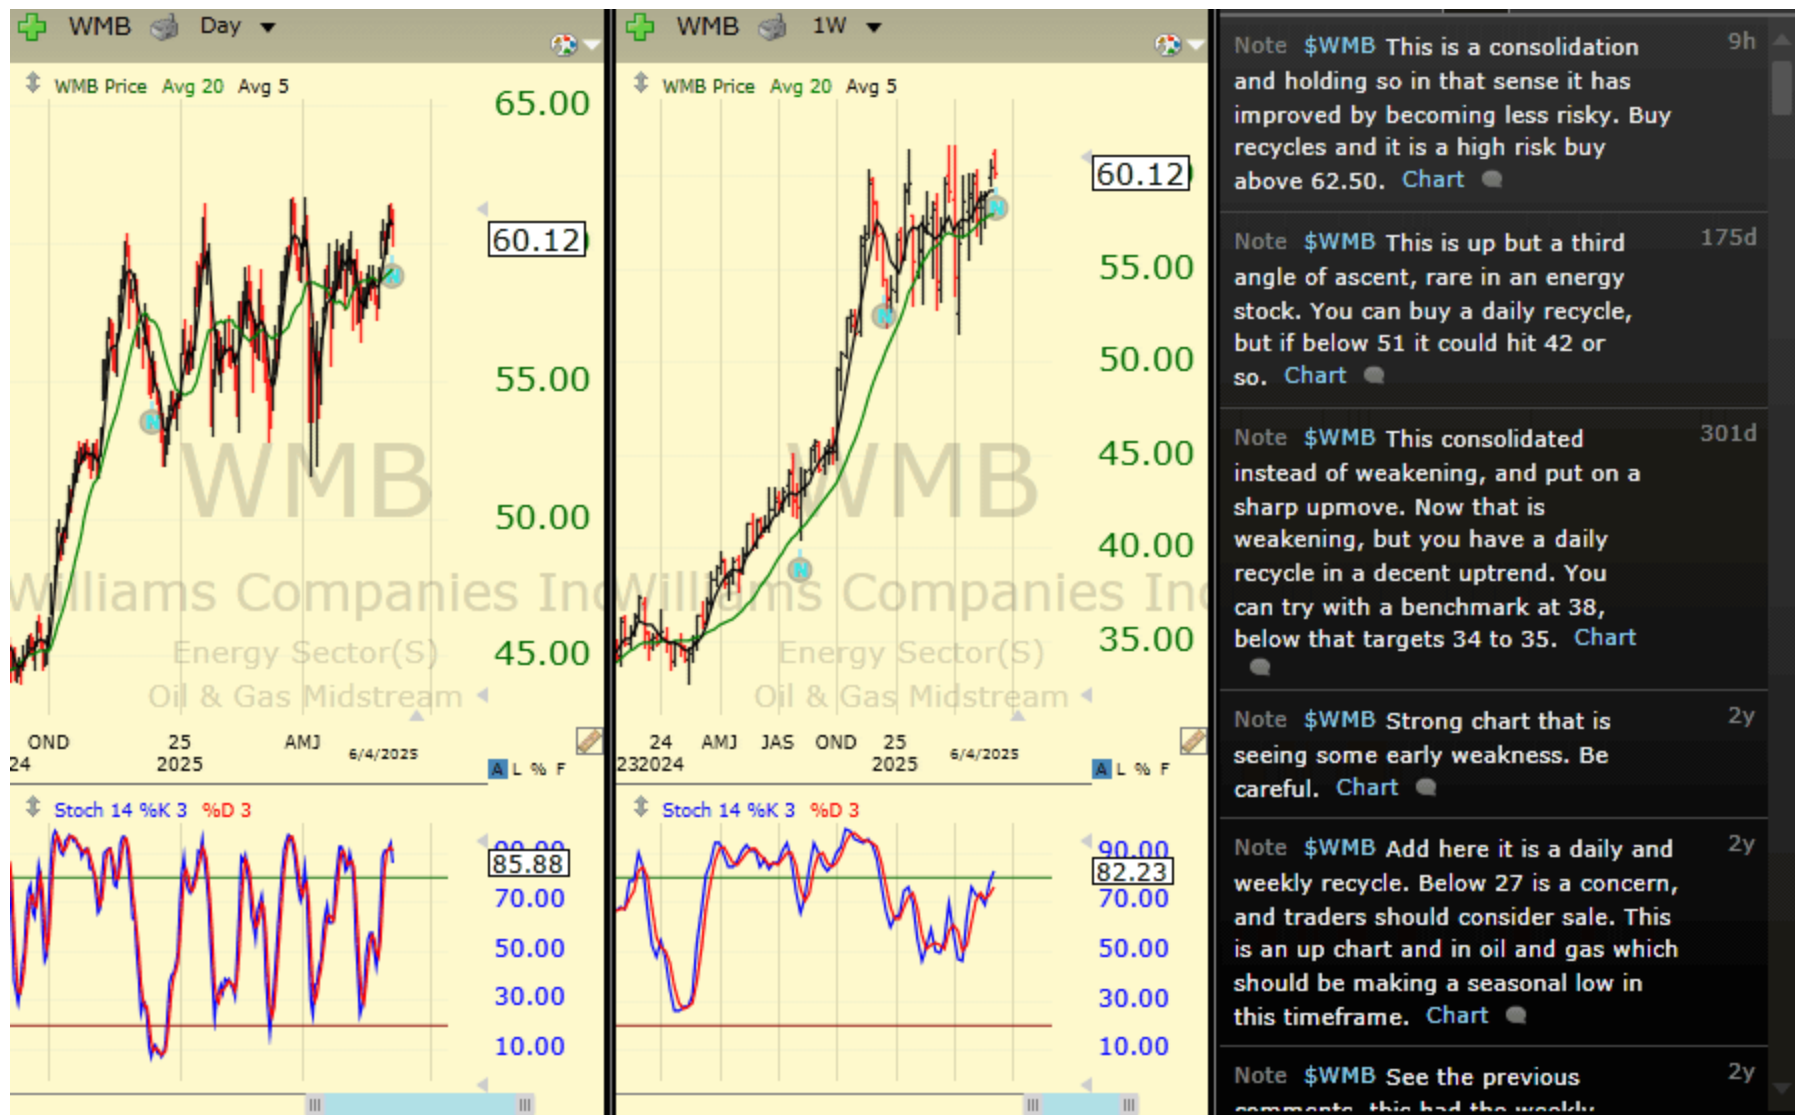 WMB Day
WMB Price Avg 20 Avg 5
65.00
60.12
55.00
50.00
45.00
WMB
Williams Companies Inc
Energy Sector(S)
Oil & Gas Midstream
OND 25 AMJ 6/4/2025
24 2025
A L % F
Stoch 14 %K 3 %D 3
90.00
85.88
70.00
50.00
30.00
10.00
N
N
WMB 1W
WMB Price Avg 20 Avg 5
60.12
55.00
50.00
45.00
40.00
35.00
WMB
Williams Companies Inc
Energy Sector(S)
Oil & Gas Midstream
24 AMJ JAS OND 25 6/4/2025
232024 2025
A L % F
Stoch 14 %K 3 %D 3
90.00
82.23
70.00
50.00
30.00
10.00
N
N
N
Note $WMB This is a consolidation 9h
and holding so in that sense it has
improved by becoming less risky. Buy
recycles and it is a high risk buy
above 62.50. Chart
Note $WMB This is up but a third 175d
angle of ascent, rare in an energy
stock. You can buy a daily recycle,
but if below 51 it could hit 42 or
so. Chart
Note $WMB This consolidated 301d
instead of weakening, and put on a
sharp upmove. Now that is
weakening, but you have a daily
recycle in a decent uptrend. You
can try with a benchmark at 38,
below that targets 34 to 35. Chart
Note $WMB Strong chart that is 2y
seeing some early weakness. Be
careful. Chart
Note $WMB Add here it is a daily and 2y
weekly recycle. Below 27 is a concern,
and traders should consider sale. This
is an up chart and in oil and gas which
should be making a seasonal low in
this timeframe. Chart
Note $WMB See the previous 2y
comments, this had the weekly